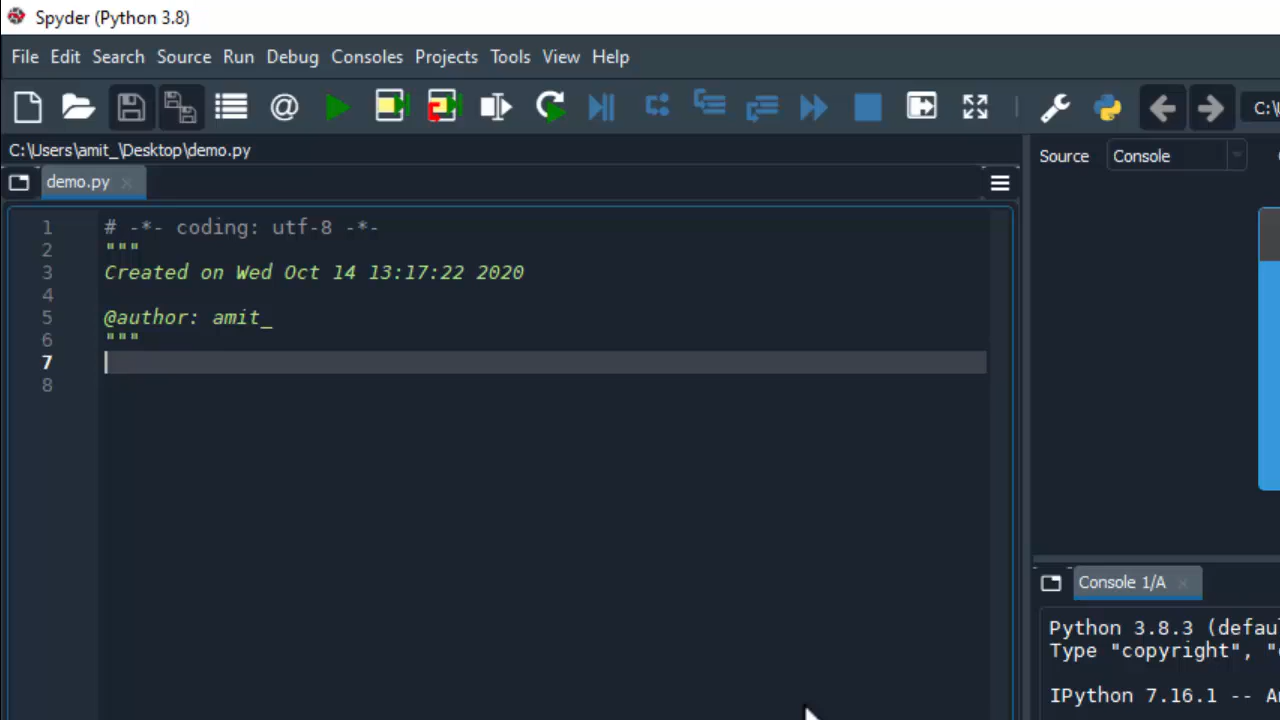 Spyder (Python 3.8)
File Edit Search Source Run Debug Consoles Projects Tools View Help
C:\Users\amit_\Desktop\demo.py
demo.py
1 # -*- coding: utf-8 -*-
2 """
3 Created on Wed Oct 14 13:17:22 2020
4
5 @author: amit_
6 """
7
8
C:\
Source Console
Console 1/A
Python 3.8.3 (defau
Type "copyright", "
IPython 7.16.1 -- A